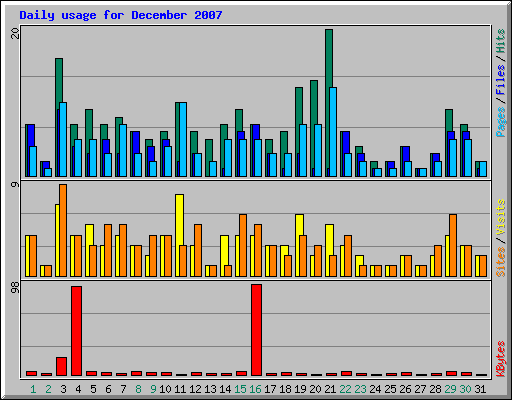 Daily usage for December 2007
20
Pages / Files / Hits
9
Sites / Visits
98
KBytes
1 2 3 4 5 6 7 8 9 10 11 12 13 14 15 16 17 18 19 20 21 22 23 24 25 26 27 28 29 30 31